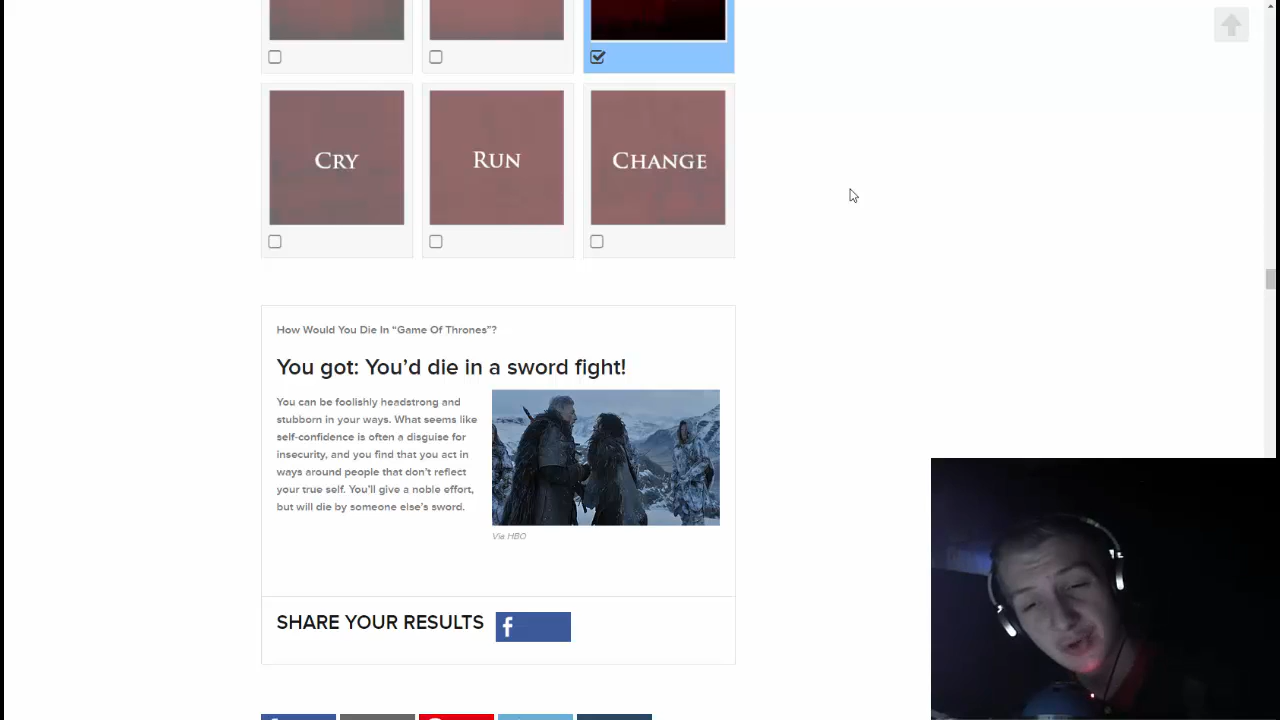 CRY
RUN
CHANGE
How Would You Die In “Game Of Thrones”?
You got: You’d die in a sword fight!
You can be foolishly headstrong and
stubborn in your ways. What seems like
self-confidence is often a disguise for
insecurity, and you find that you act in
ways around people that don’t reflect
your true self. You’ll give a noble effort,
but will die by someone else’s sword.
Via HBO
SHARE YOUR RESULTS
f